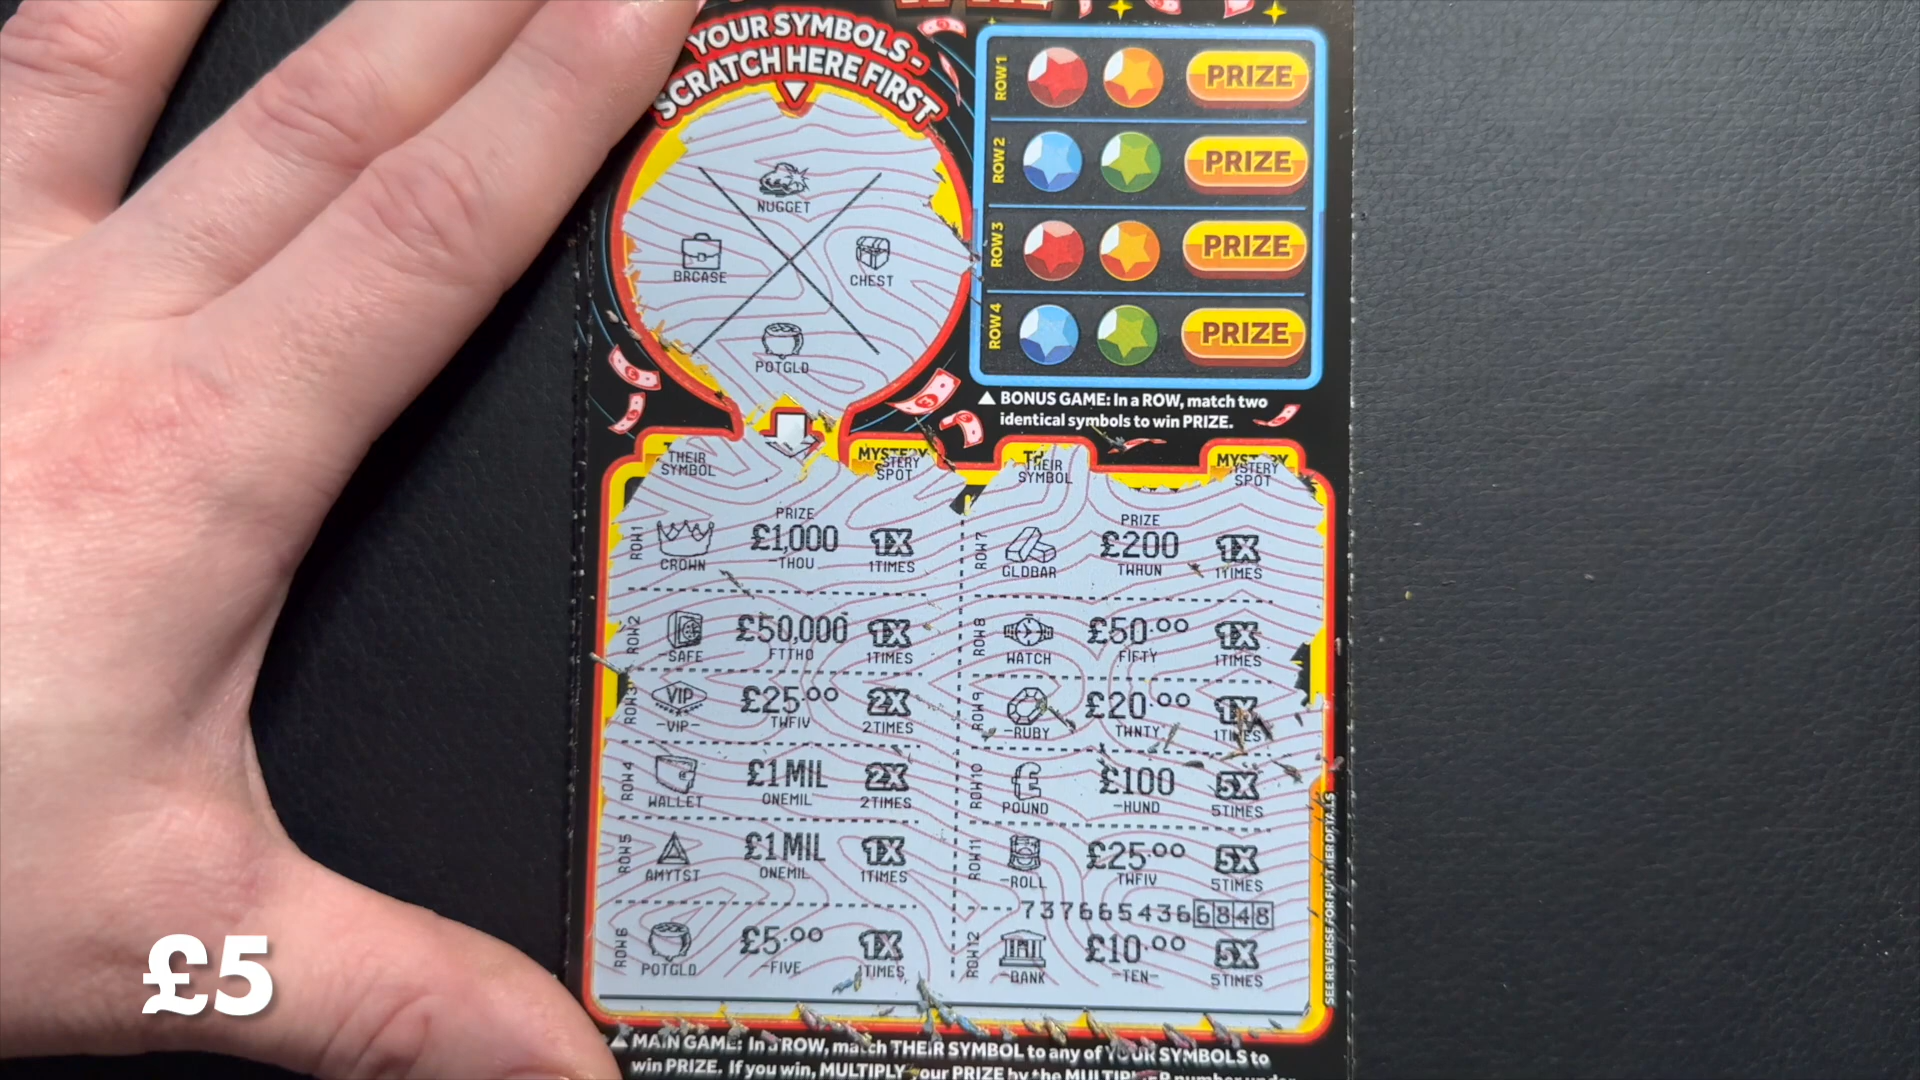 YOUR SYMBOLS -
SCRATCH HERE FIRST
NUGGET
BRCASE
CHEST
POTGLD
ROW 1 PRIZE
ROW 2 PRIZE
ROW 3 PRIZE
ROW 4 PRIZE
▲ BONUS GAME: In a ROW, match two
identical symbols to win PRIZE.
THEIR
SYMBOL
MYSTERY
SPOT
THEIR
SYMBOL
MYSTERY
SPOT
PRIZE
ROW1 £1,000 1X
CROWN -THOU 1TIMES
ROW2 £50,000 1X
-SAFE FTTHO 1TIMES
ROW3 VIP £25.00 2X
-VIP- TWFIV 2TIMES
ROW4 £1MIL 2X
WALLET ONEMIL 2TIMES
ROW5 £1MIL 1X
AMYTST ONEMIL 1TIMES
ROW6 £5.00 1X
POTGLD -FIVE 1TIMES
PRIZE
ROW7 £200 1X
GLDBAR TWHUN 1TIMES
ROW8 £50.00 1X
WATCH FIFTY 1TIMES
ROW9 £20.00 1X
-RUBY TWNTY 1TIMES
ROW10 £ £100 5X
POUND -HUND 5TIMES
ROW11 £25.00 5X
-ROLL TWFIV 5TIMES
7376654366848
ROW12 £10.00 5X
-BANK -TEN- 5TIMES
SEE REVERSE FOR FURTHER DETAILS
▲ MAIN GAME: In a ROW, match THEIR SYMBOL to any of YOUR SYMBOLS to
win PRIZE. If you win, MULTIPLY your PRIZE by the MULTIPLIER number under
£5